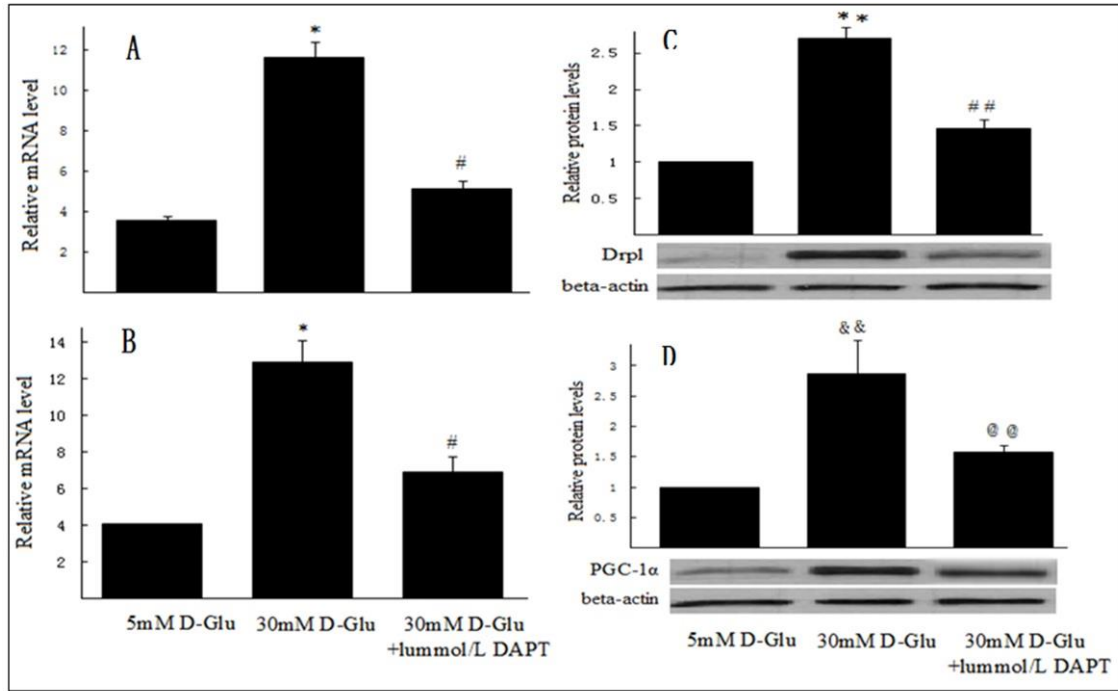 A
*
12
10
8
6
4
2
#
Relative mRNA level
B
*
14
12
10
8
6
4
2
#
Relative mRNA level
5mM D-Glu
30mM D-Glu
30mM D-Glu
+lummol/L DAPT
C
* *
2.5
2
1.5
1
0.5
# #
Relative protein levels
Drpl
beta-actin
D
& &
3
2.5
2
1.5
1
0.5
@ @
Relative protein levels
PGC-1α
beta-actin
5mM D-Glu
30mM D-Glu
30mM D-Glu
+lummol/L DAPT